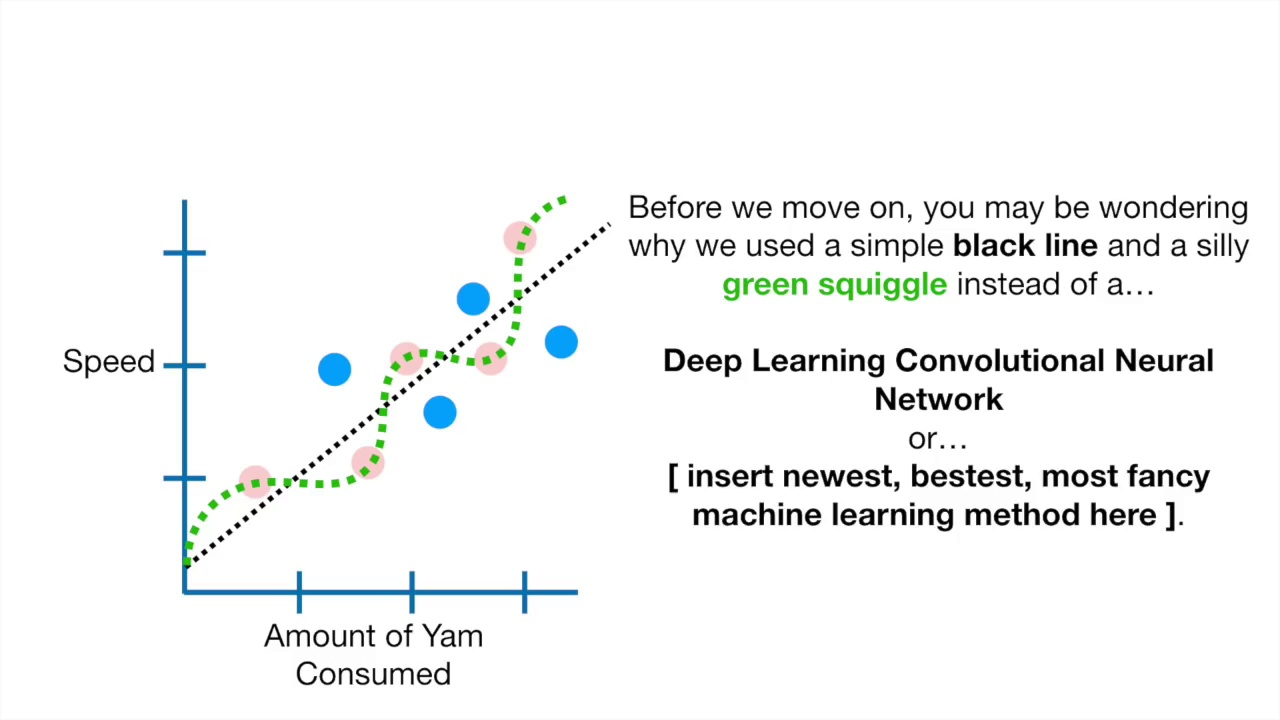 Before we move on, you may be wondering
why we used a simple black line and a silly
green squiggle instead of a…
Deep Learning Convolutional Neural
Network
or…
[ insert newest, bestest, most fancy
machine learning method here ].
Speed
Amount of Yam
Consumed